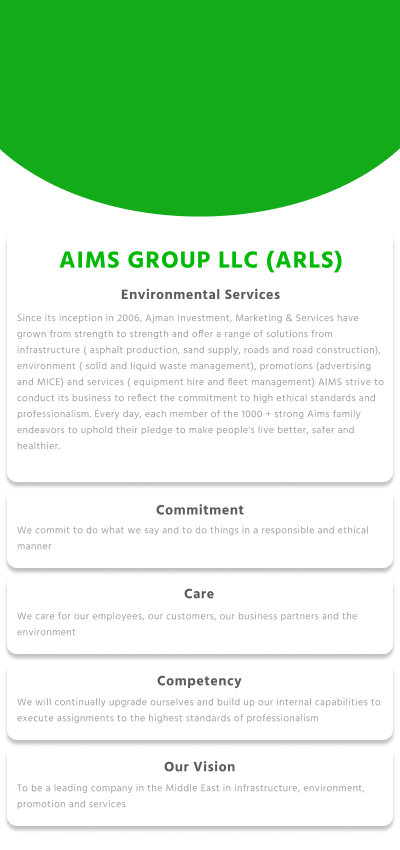 AIMS GROUP LLC (ARLS)
Environmental Services
Since its inception in 2006, Ajman Investment, Marketing & Services have
grown from strength to strength and offer a range of solutions from
infrastructure ( asphalt production, sand supply, roads and road construction),
environment ( solid and liquid waste management), promotions (advertising
and MICE) and services ( equipment hire and fleet management) AIMS strive to
conduct its business to reflect the commitment to high ethical standards and
professionalism. Every day, each member of the 1000 + strong Aims family
endeavors to uphold their pledge to make people's live better, safer and
healthier.
Commitment
We commit to do what we say and to do things in a responsible and ethical
manner
Care
We care for our employees, our customers, our business partners and the
environment
Competency
We will continually upgrade ourselves and build up our internal capabilities to
execute assignments to the highest standards of professionalism
Our Vision
To be a leading company in the Middle East in infrastructure, environment,
promotion and services